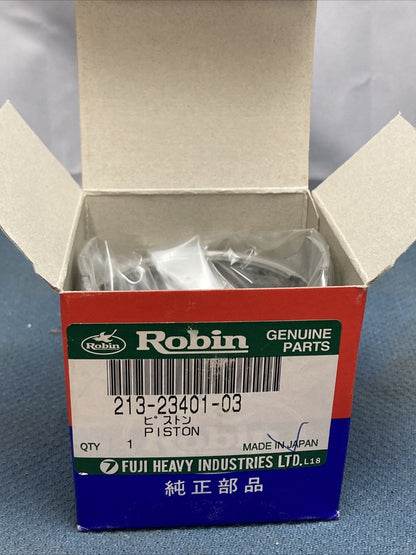 Robin
Robin
GENUINE PARTS
213-23401-03
ピストン
PISTON
QTY 1
MADE IN JAPAN
FUJI HEAVY INDUSTRIES LTD. L18
純正部品